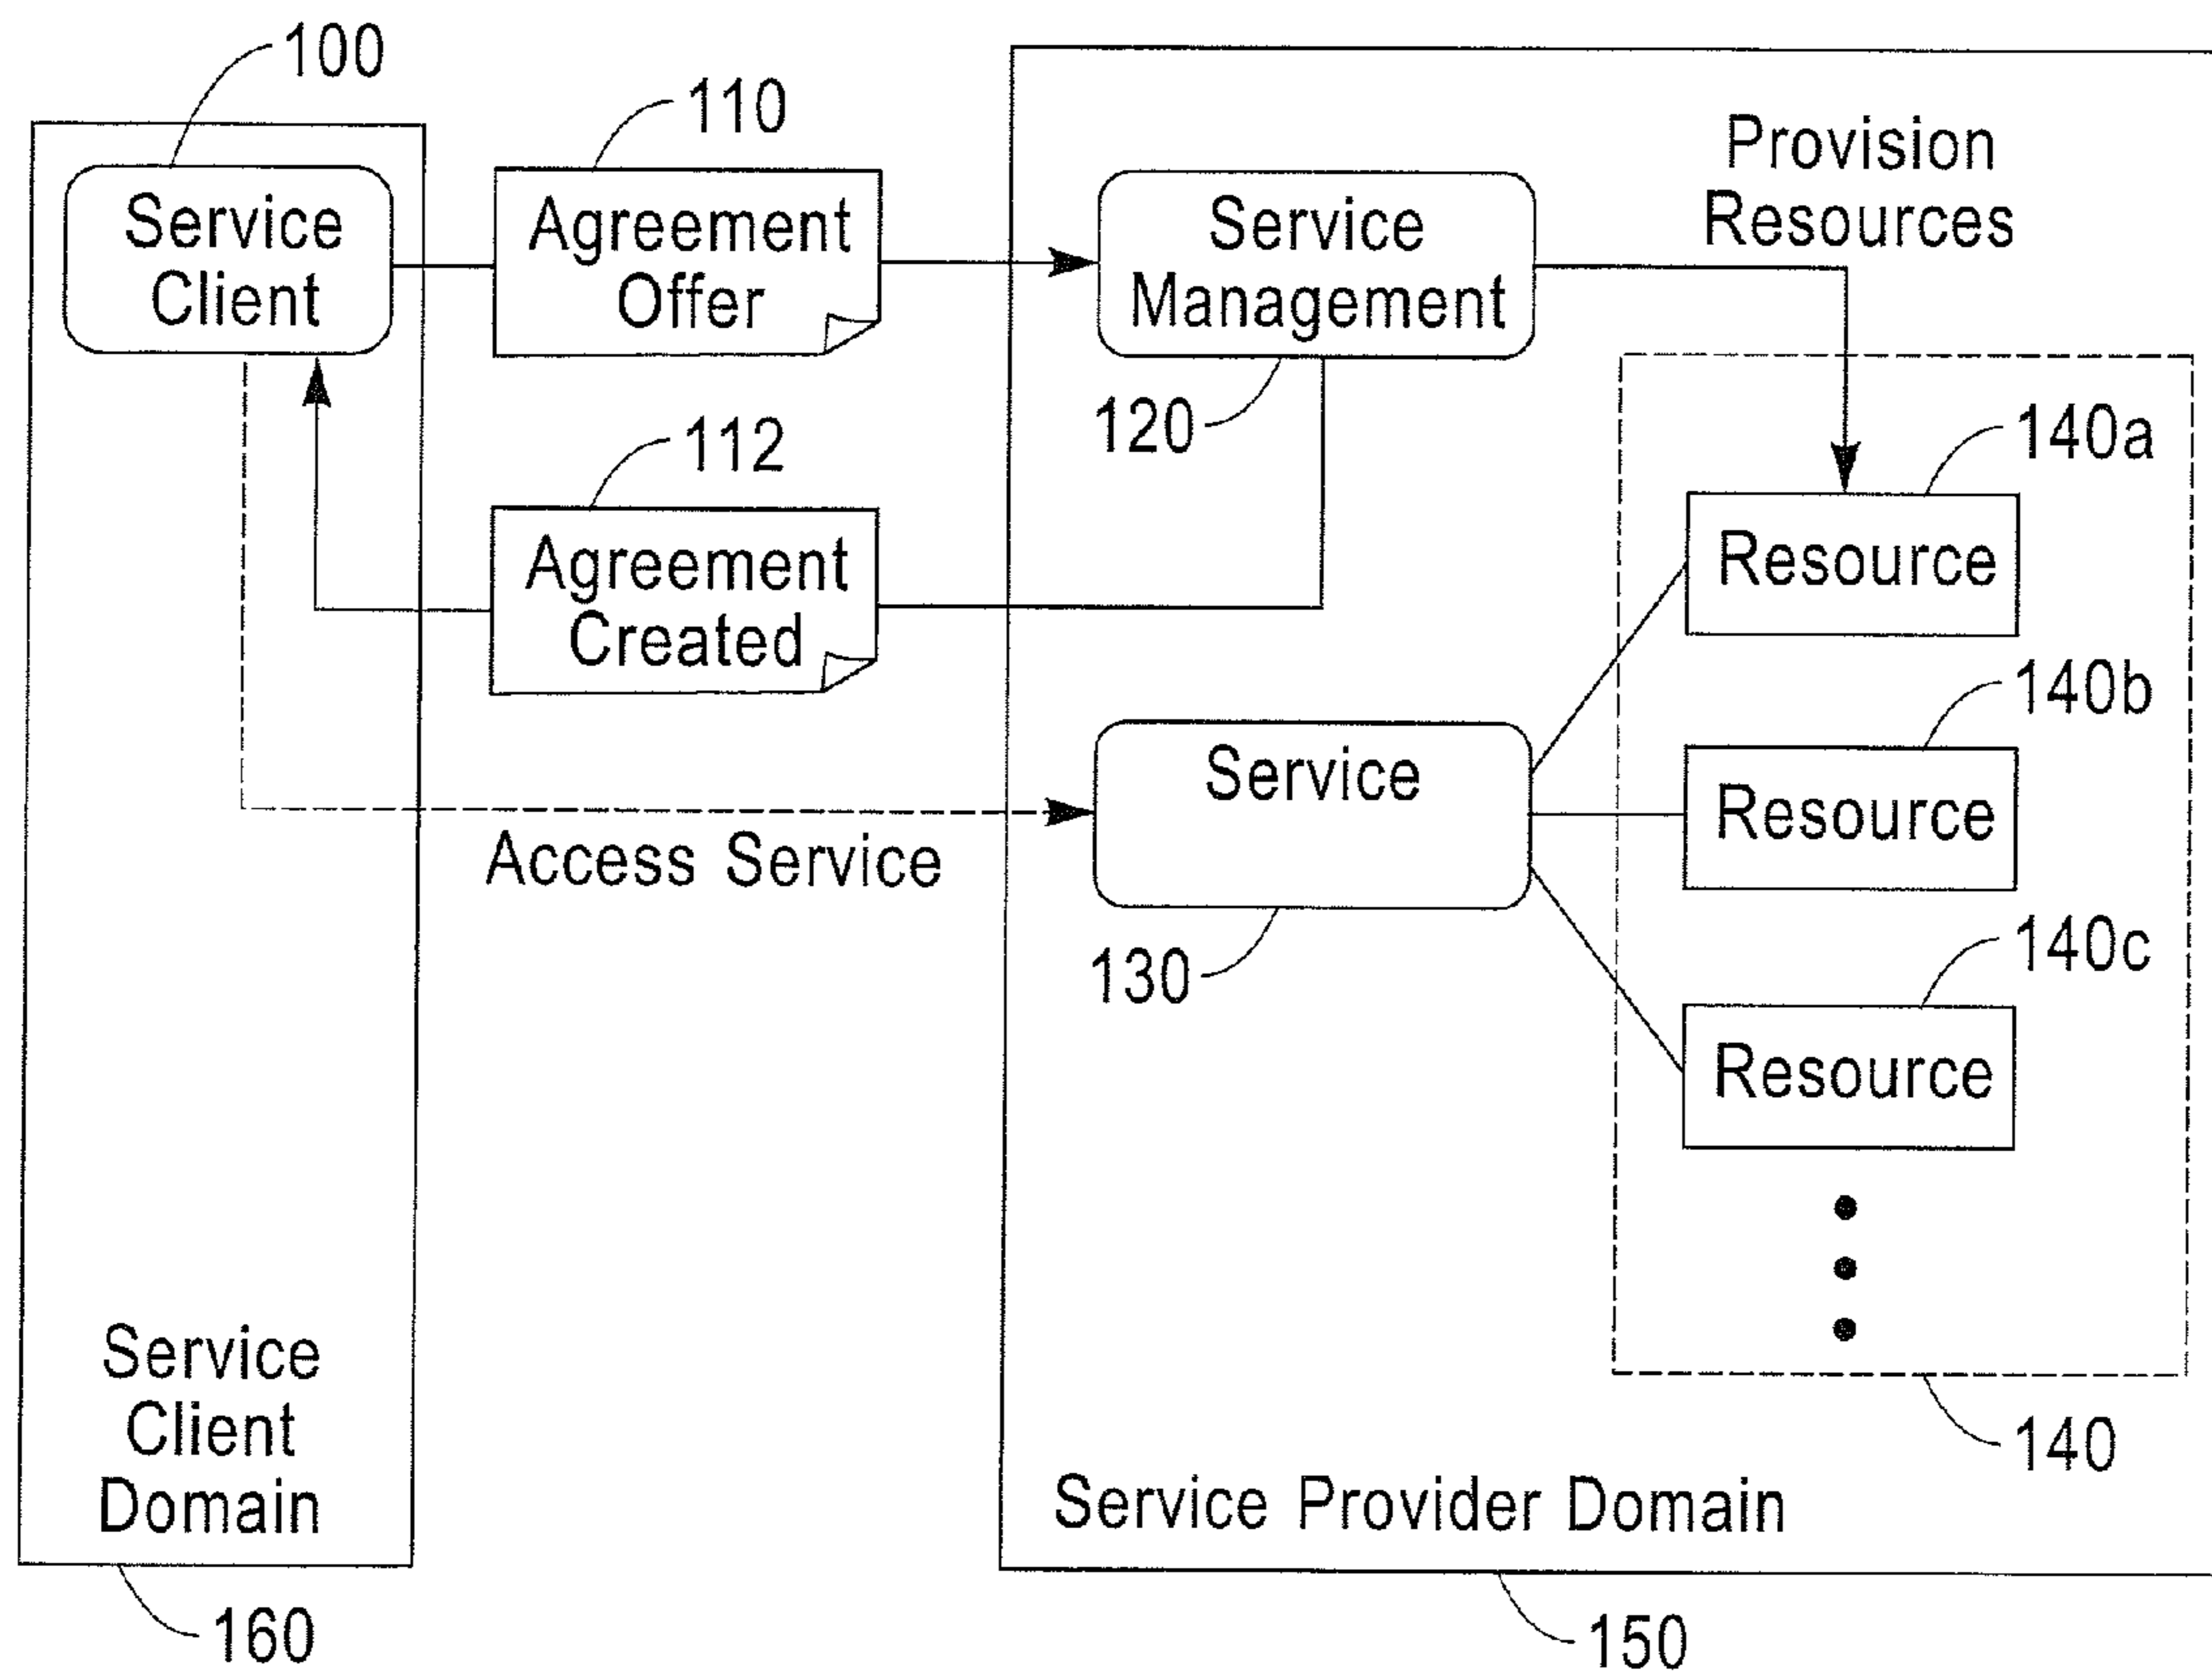 100
110
Provision
Resources
Service
Client
Agreement
Offer
Service
Management
120
140a
112
Resource
Agreement
Created
140b
Service
Resource
Access Service
140c
130
Resource
Service
Client
Domain
140
Service Provider Domain
160
150